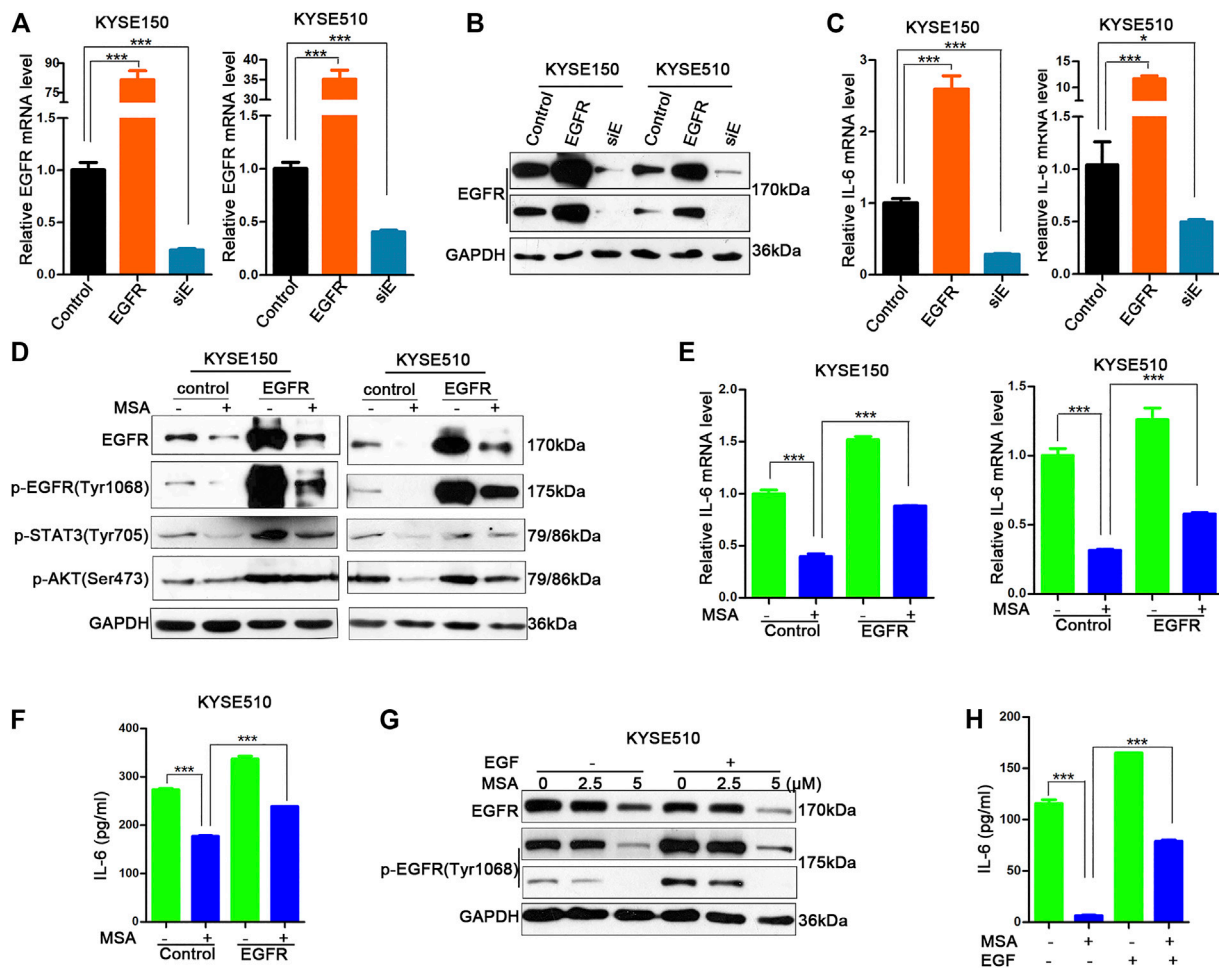 A
KYSE150
KYSE510
Relative EGFR mRNA level
90
75
60
1.0
0.5
0.0
***
***
Control
EGFR
siE
Relative EGFR mRNA level
45
40
35
30
25
1.0
0.5
0.0
***
***
Control
EGFR
siE
B
KYSE150
KYSE510
Control
EGFR
siE
Control
EGFR
siE
EGFR
170kDa
GAPDH
36kDa
C
KYSE150
KYSE510
Relative IL-6 mRNA level
3
2
1
0
***
***
Control
EGFR
siE
Relative IL-6 mRNA level
15
10
5
1.5
1.0
0.5
0.0
*
***
Control
EGFR
siE
D
KYSE150
KYSE510
control
EGFR
control
EGFR
MSA
- + - + - + - +
EGFR
170kDa
p-EGFR(Tyr1068)
175kDa
p-STAT3(Tyr705)
79/86kDa
p-AKT(Ser473)
79/86kDa
GAPDH
36kDa
E
KYSE150
Relative IL-6 mRNA level
2.0
1.5
1.0
0.5
0.0
***
***
MSA - + - +
Control EGFR
KYSE510
Relative IL-6 mRNA level
1.5
1.0
0.5
0.0
***
***
MSA - + - +
Control EGFR
F
KYSE510
IL-6 (pg/ml)
400
300
200
100
0
***
***
MSA - + - +
Control EGFR
G
KYSE510
EGF - +
MSA 0 2.5 5 0 2.5 5 (μM)
EGFR
170kDa
p-EGFR(Tyr1068)
175kDa
GAPDH
36kDa
H
IL-6 (pg/ml)
200
150
100
50
0
***
***
MSA - + - +
EGF - - + +